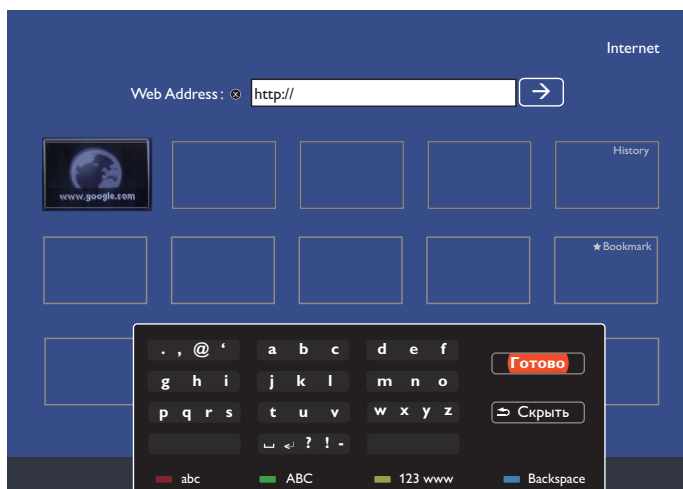 Internet
Web Address : ⊗ http:// →
www.google.com
History
★ Bookmark
. , @ ‘ a b c d e f
Готово
g h i j k l m n o
p q r s t u v w x y z
Скрыть
␣ ↵ ? ! -
abc ABC 123 www Backspace